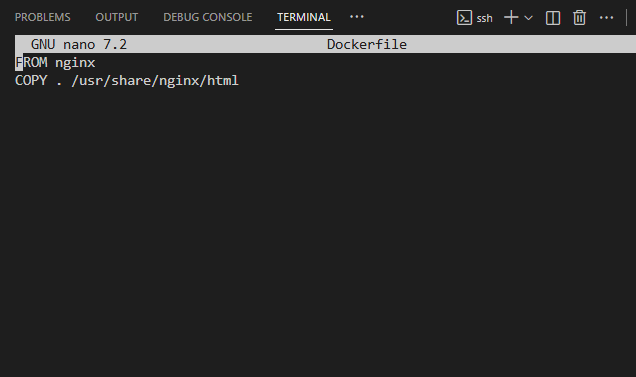 PROBLEMS OUTPUT DEBUG CONSOLE TERMINAL ... ssh
GNU nano 7.2 Dockerfile
FROM nginx
COPY . /usr/share/nginx/html